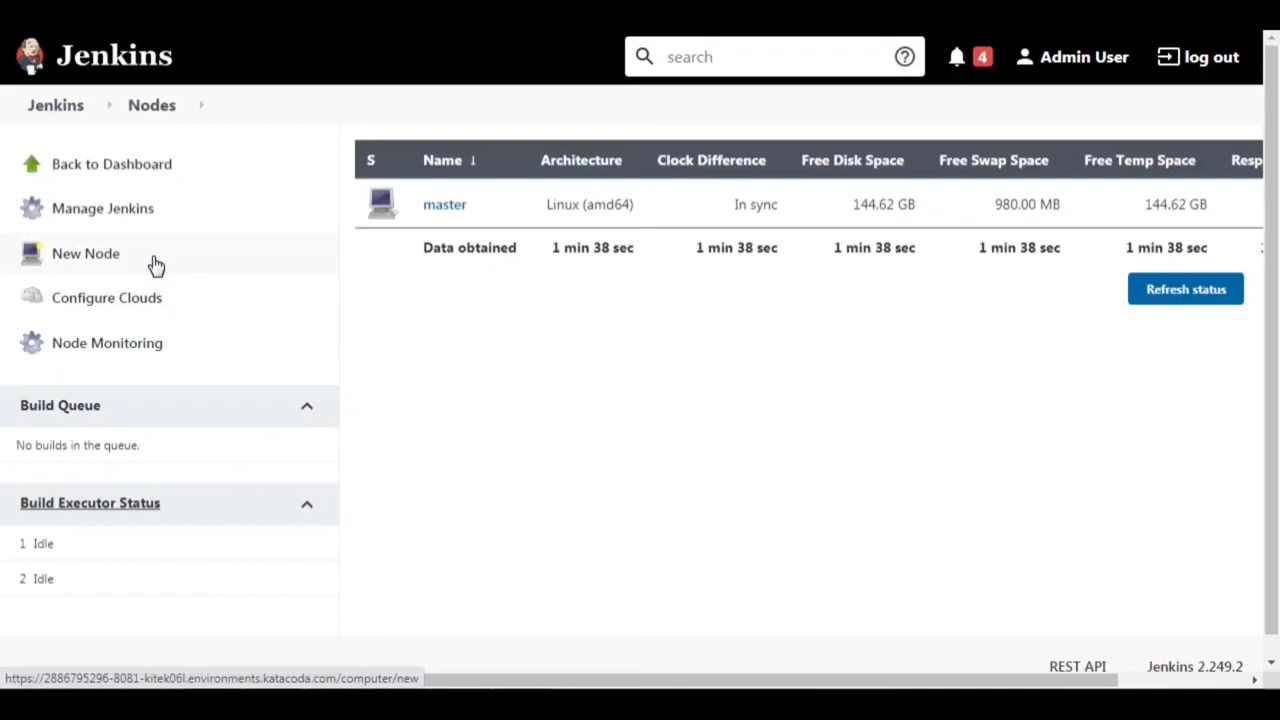 Jenkins
search
4
Admin User
log out
Jenkins
Nodes
Back to Dashboard
Manage Jenkins
New Node
Configure Clouds
Node Monitoring
Build Queue
No builds in the queue.
Build Executor Status
1 Idle
2 Idle
S Name ↓ Architecture Clock Difference Free Disk Space Free Swap Space Free Temp Space Resp
master Linux (amd64) In sync 144.62 GB 980.00 MB 144.62 GB
Data obtained 1 min 38 sec 1 min 38 sec 1 min 38 sec 1 min 38 sec 1 min 38 sec
Refresh status
REST API Jenkins 2.249.2
https://2886795296-8081-kitek06l.environments.katacoda.com/computer/new